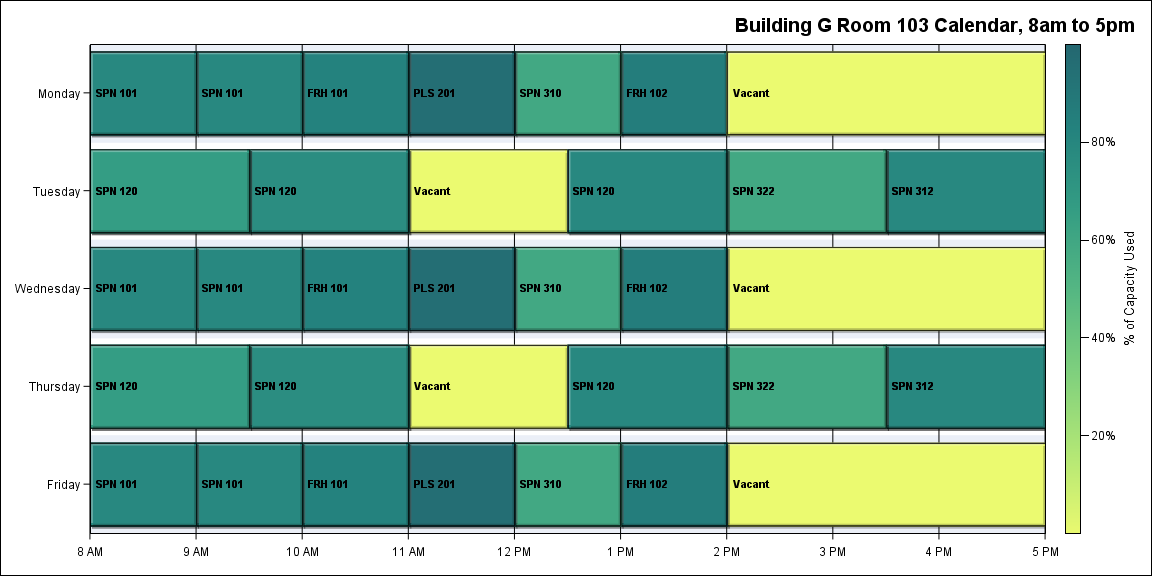 Building G Room 103 Calendar, 8am to 5pm
Monday
SPN 101 SPN 101 FRH 101 PLS 201 SPN 310 FRH 102 Vacant
Tuesday
SPN 120 SPN 120 Vacant SPN 120 SPN 322 SPN 312
Wednesday
SPN 101 SPN 101 FRH 101 PLS 201 SPN 310 FRH 102 Vacant
Thursday
SPN 120 SPN 120 Vacant SPN 120 SPN 322 SPN 312
Friday
SPN 101 SPN 101 FRH 101 PLS 201 SPN 310 FRH 102 Vacant
8 AM 9 AM 10 AM 11 AM 12 PM 1 PM 2 PM 3 PM 4 PM 5 PM
80%
60%
40%
20%
% of Capacity Used